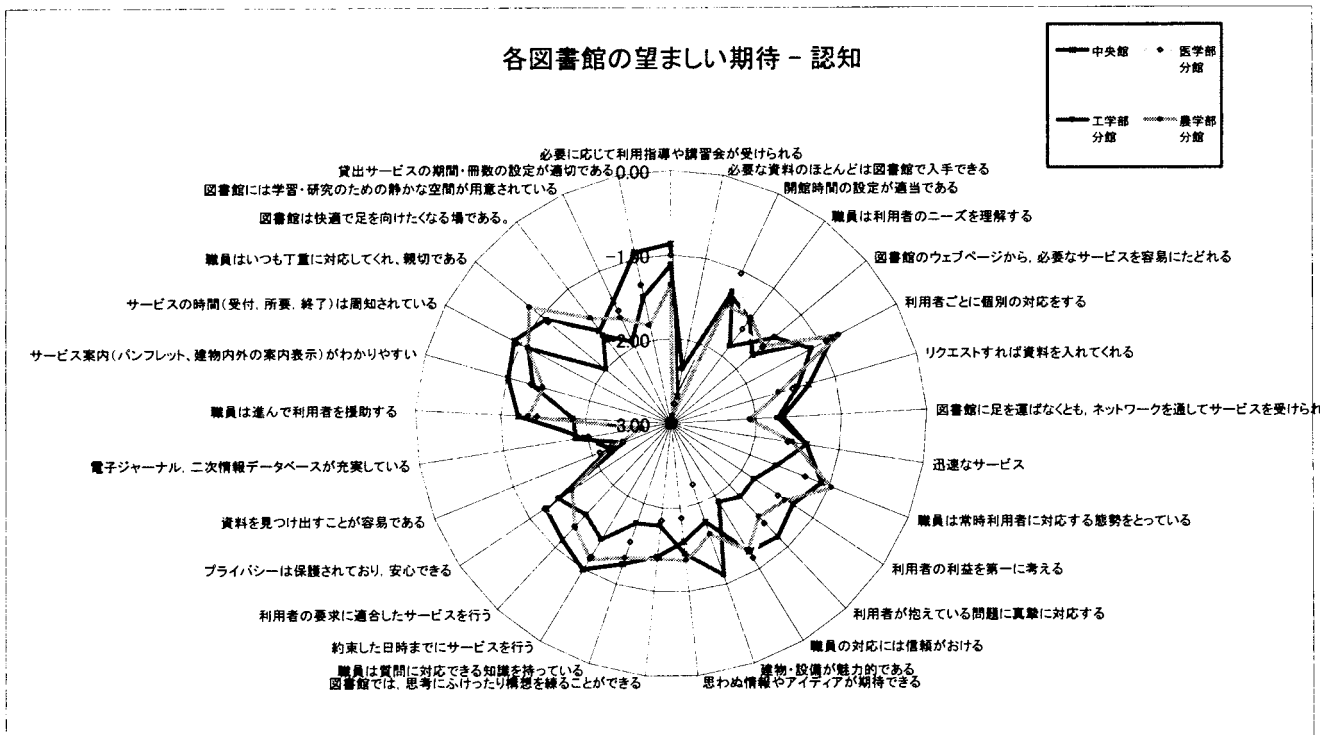 各図書館の望ましい期待 - 認知
中央館
医学部
分館
工学部
分館
農学部
分館
必要に応じて利用指導や講習会が受けられる
必要な資料のほとんどは図書館で入手できる
開館時間の設定が適当である
職員は利用者のニーズを理解する
図書館のウェブページから,必要なサービスを容易にたどれる
利用者ごとに個別の対応をする
リクエストすれば資料を入れてくれる
図書館に足を運ばなくとも,ネットワークを通してサービスを受けられ
迅速なサービス
職員は常時利用者に対応する態勢をとっている
利用者の利益を第一に考える
利用者が抱えている問題に真摯に対応する
職員の対応には信頼がおける
建物・設備が魅力的である
思わぬ情報やアイディアが期待できる
図書館では,思考にふけったり構想を練ることができる
職員は質問に対応できる知識を持っている
約束した日時までにサービスを行う
利用者の要求に適合したサービスを行う
プライバシーは保護されており,安心できる
資料を見つけ出すことが容易である
電子ジャーナル,二次情報データベースが充実している
職員は進んで利用者を援助する
サービス案内(パンフレット、建物内外の案内表示)がわかりやすい
サービスの時間(受付,所要,終了)は周知されている
職員はいつも丁重に対応してくれ、親切である
図書館は快適で足を向けたくなる場である。
図書館には学習・研究のための静かな空間が用意されている
貸出サービスの期間・冊数の設定が適切である
0.00
-1.00
-2.00
-3.00